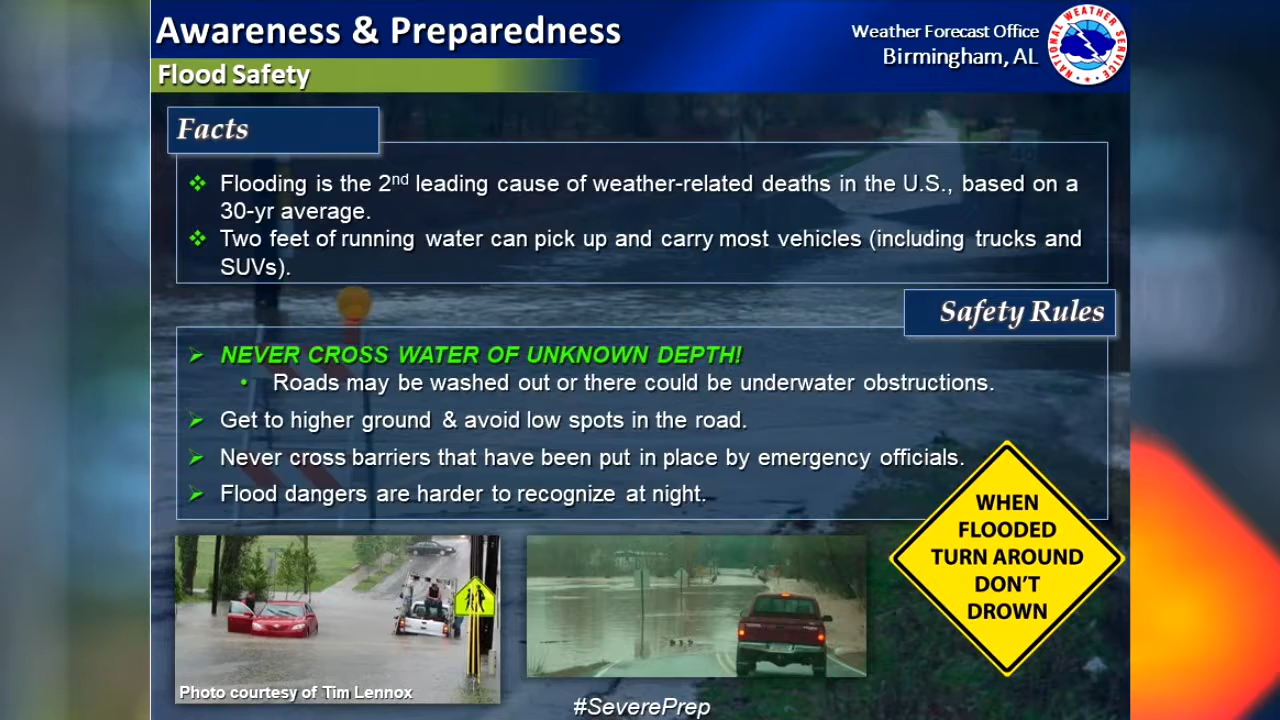 Awareness & Preparedness
Weather Forecast Office
Birmingham, AL
NATIONAL WEATHER SERVICE
Flood Safety
Facts
Flooding is the 2nd leading cause of weather-related deaths in the U.S., based on a
30-yr average.
Two feet of running water can pick up and carry most vehicles (including trucks and
SUVs).
Safety Rules
NEVER CROSS WATER OF UNKNOWN DEPTH!
Roads may be washed out or there could be underwater obstructions.
Get to higher ground & avoid low spots in the road.
Never cross barriers that have been put in place by emergency officials.
Flood dangers are harder to recognize at night.
WHEN
FLOODED
TURN AROUND
DON'T
DROWN
Photo courtesy of Tim Lennox
#SeverePrep